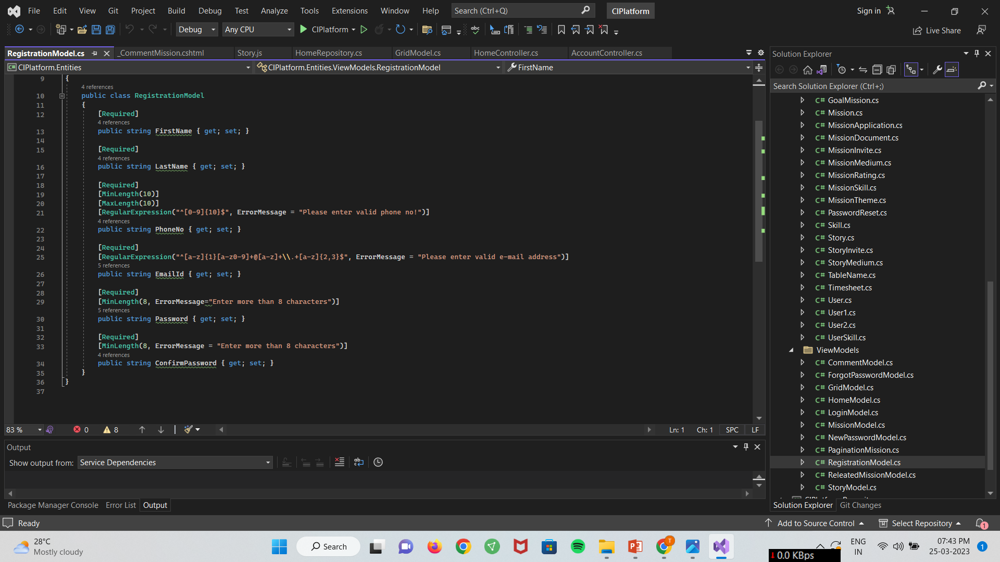 File Edit View Git Project Build Debug Test Analyze Tools Extensions Window Help Search (Ctrl+Q) CIPlatform Sign in
Debug Any CPU CIPlatform Live Share
RegistrationModel.cs _CommentMission.cshtml Story.js HomeRepository.cs GridModel.cs HomeController.cs AccountController.cs
CIPlatform.Entities CIPlatform.Entities.ViewModels.RegistrationModel FirstName
9 {
4 references
10 public class RegistrationModel
11 {
12 [Required]
4 references
13 public string FirstName { get; set; }
14
15 [Required]
4 references
16 public string LastName { get; set; }
17
18 [Required]
19 [MinLength(10)]
20 [MaxLength(10)]
21 [RegularExpression("^[0-9]{10}$", ErrorMessage = "Please enter valid phone no!")]
4 references
22 public string PhoneNo { get; set; }
23
24 [Required]
25 [RegularExpression("^[a-z]{1}[a-z0-9]+@[a-z]+\\.+[a-z]{2,3}$", ErrorMessage = "Please enter valid e-mail address")]
5 references
26 public string EmailId { get; set; }
27
28 [Required]
29 [MinLength(8, ErrorMessage="Enter more than 8 characters")]
5 references
30 public string Password { get; set; }
31
32 [Required]
33 [MinLength(8, ErrorMessage = "Enter more than 8 characters")]
4 references
34 public string ConfirmPassword { get; set; }
35 }
36 }
37
83 % 0 8 Ln: 1 Ch: 1 SPC LF
Output
Show output from: Service Dependencies
Package Manager Console Error List Output
Solution Explorer
Search Solution Explorer (Ctrl+;)
C# GoalMission.cs
C# Mission.cs
C# MissionApplication.cs
C# MissionDocument.cs
C# MissionInvite.cs
C# MissionMedium.cs
C# MissionRating.cs
C# MissionSkill.cs
C# MissionTheme.cs
C# PasswordReset.cs
C# Skill.cs
C# Story.cs
C# StoryInvite.cs
C# StoryMedium.cs
C# TableName.cs
C# Timesheet.cs
C# User.cs
C# User1.cs
C# User2.cs
C# UserSkill.cs
ViewModels
C# CommentModel.cs
C# ForgotPasswordModel.cs
C# GridModel.cs
C# HomeModel.cs
C# LoginModel.cs
C# MissionModel.cs
C# NewPasswordModel.cs
C# PaginationMission.cs
C# RegistrationModel.cs
C# ReleatedMissionModel.cs
C# StoryModel.cs
Solution Explorer Git Changes
Ready Add to Source Control Select Repository 1
28°C
Mostly cloudy
Search
ENG
IN
07:43 PM
25-03-2023
1
0.0 KBps